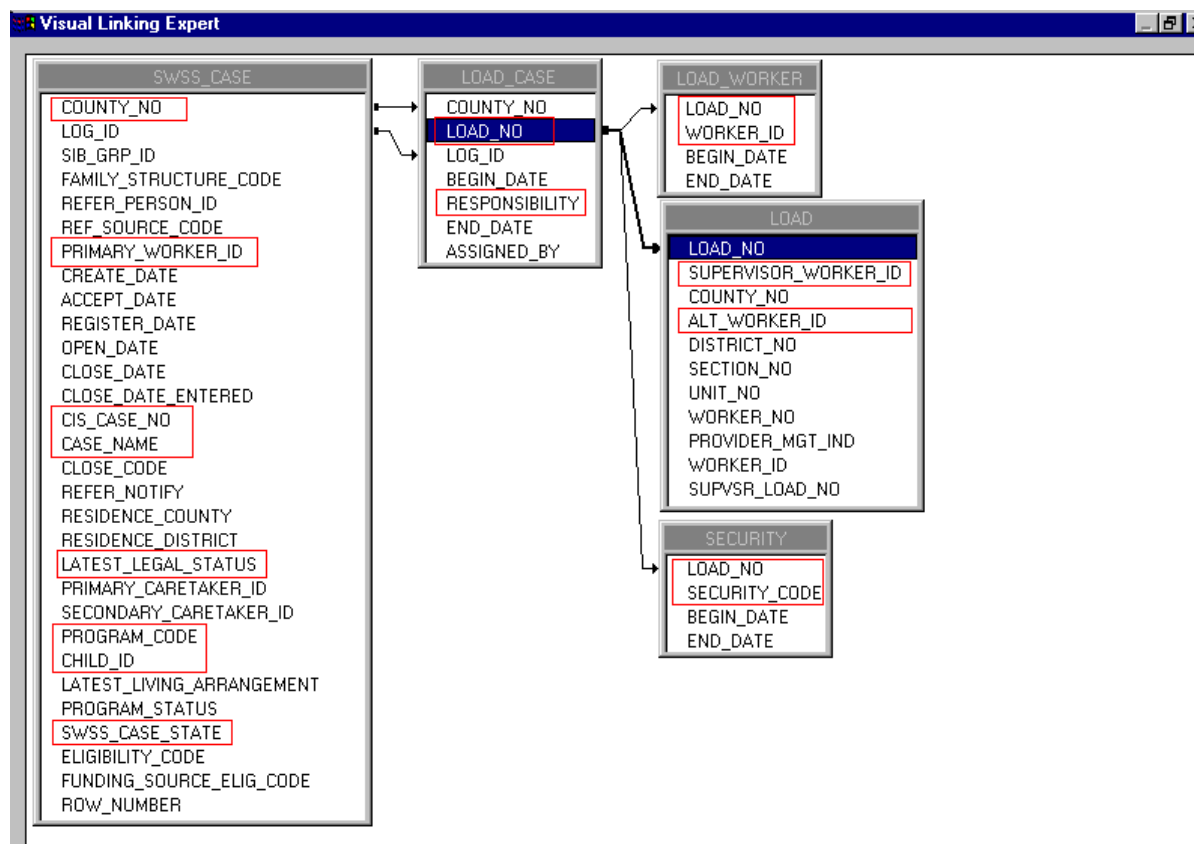 Visual Linking Expert
SWSS_CASE
COUNTY_NO
LOG_ID
SIB_GRP_ID
FAMILY_STRUCTURE_CODE
REFER_PERSON_ID
REF_SOURCE_CODE
PRIMARY_WORKER_ID
CREATE_DATE
ACCEPT_DATE
REGISTER_DATE
OPEN_DATE
CLOSE_DATE
CLOSE_DATE_ENTERED
CIS_CASE_NO
CASE_NAME
CLOSE_CODE
REFER_NOTIFY
RESIDENCE_COUNTY
RESIDENCE_DISTRICT
LATEST_LEGAL_STATUS
PRIMARY_CARETAKER_ID
SECONDARY_CARETAKER_ID
PROGRAM_CODE
CHILD_ID
LATEST_LIVING_ARRANGEMENT
PROGRAM_STATUS
SWSS_CASE_STATE
ELIGIBILITY_CODE
FUNDING_SOURCE_ELIG_CODE
ROW_NUMBER
LOAD_CASE
COUNTY_NO
LOAD_NO
LOG_ID
BEGIN_DATE
RESPONSIBILITY
END_DATE
ASSIGNED_BY
LOAD_WORKER
LOAD_NO
WORKER_ID
BEGIN_DATE
END_DATE
LOAD
LOAD_NO
SUPERVISOR_WORKER_ID
COUNTY_NO
ALT_WORKER_ID
DISTRICT_NO
SECTION_NO
UNIT_NO
WORKER_NO
PROVIDER_MGT_IND
WORKER_ID
SUPVSR_LOAD_NO
SECURITY
LOAD_NO
SECURITY_CODE
BEGIN_DATE
END_DATE